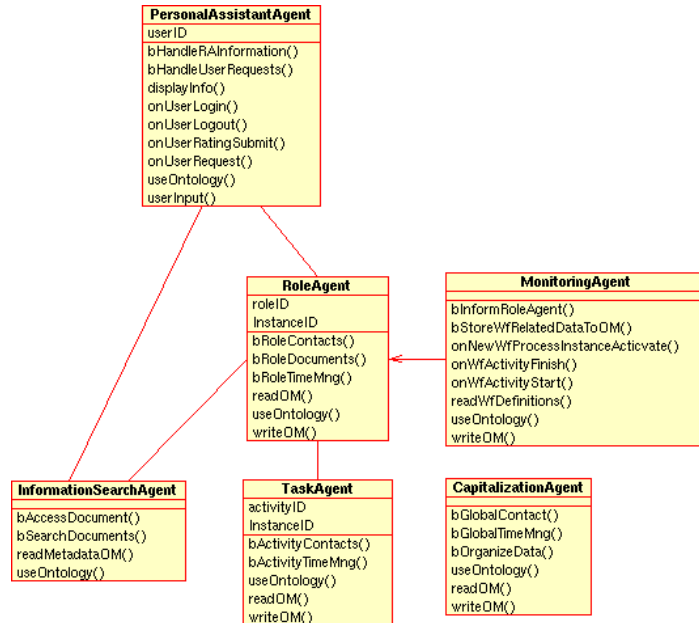 PersonalAssistantAgent
userID
bHandleRAInformation()
bHandleUserRequests()
displayInfo()
onUserLogin()
onUserLogout()
onUserRatingSubmit()
onUserRequest()
useOntology()
userInput()
RoleAgent
roleID
InstanceID
bRoleContacts()
bRoleDocuments()
bRoleTimeMng()
readOM()
useOntology()
writeOM()
MonitoringAgent
bInformRoleAgent()
bStoreWfRelatedDataToOM()
onNewWfProcessInstanceActicvate()
onWfActivityFinish()
onWfActivityStart()
readWfDefinitions()
useOntology()
writeOM()
InformationSearchAgent
bAccessDocument()
bSearchDocuments()
readMetadataOM()
useOntology()
TaskAgent
activityID
InstanceID
bActivityContacts()
bActivityTimeMng()
useOntology()
readOM()
writeOM()
CapitalizationAgent
bGlobalContact()
bGlobalTimeMng()
bOrganizeData()
useOntology()
readOM()
writeOM()